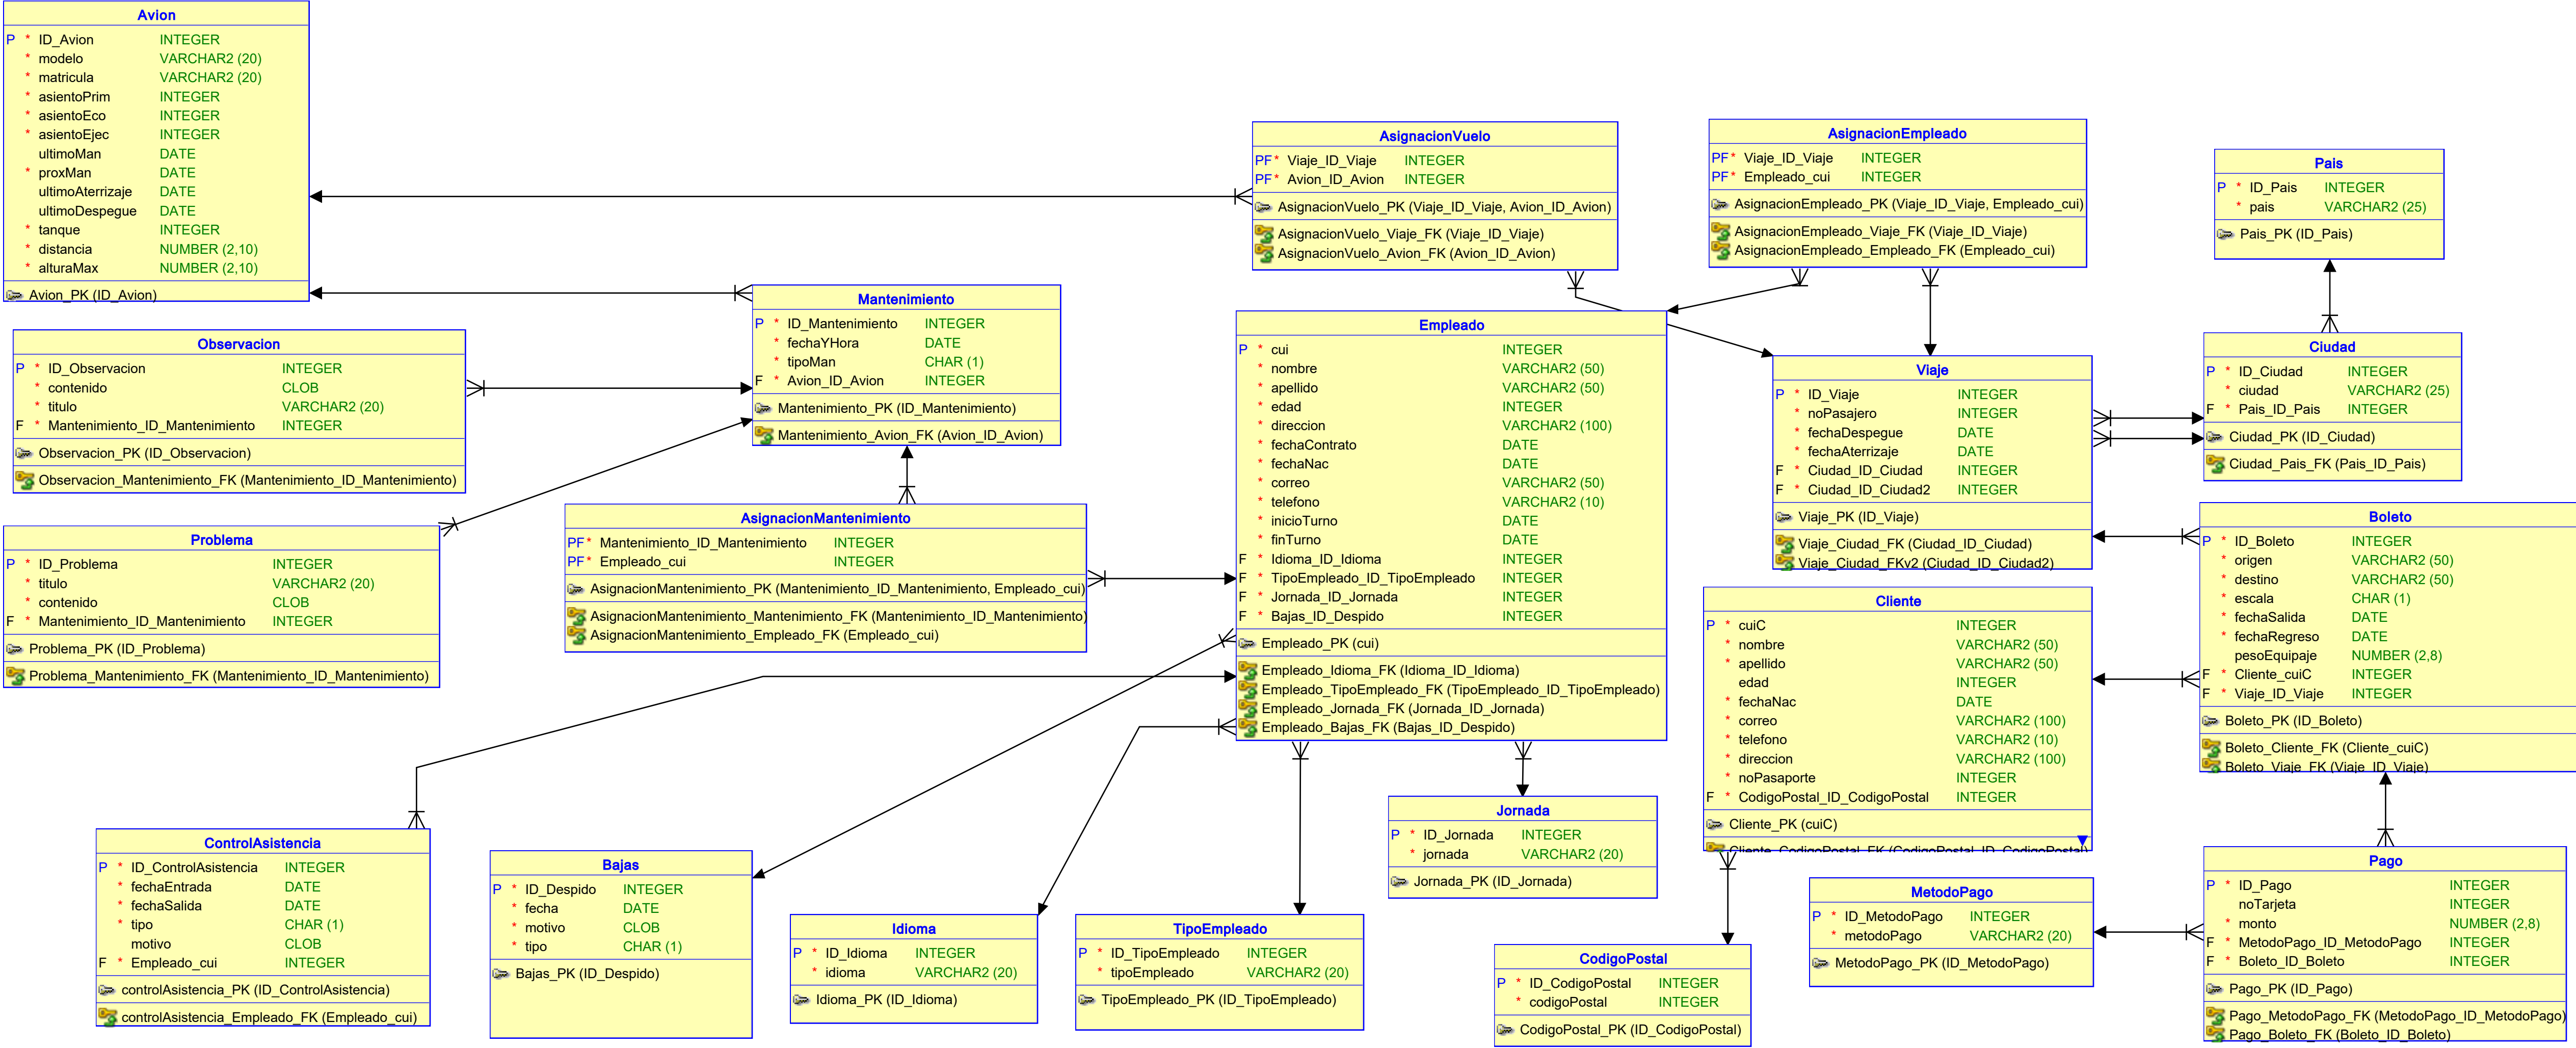 Avion
P * ID_Avion INTEGER
* modelo VARCHAR2 (20)
* matricula VARCHAR2 (20)
* asientoPrim INTEGER
* asientoEco INTEGER
* asientoEjec INTEGER
ultimoMan DATE
* proxMan DATE
ultimoAterrizaje DATE
ultimoDespegue DATE
* tanque INTEGER
* distancia NUMBER (2,10)
* alturaMax NUMBER (2,10)
Avion_PK (ID_Avion)
AsignacionVuelo
PF * Viaje_ID_Viaje INTEGER
PF * Avion_ID_Avion INTEGER
AsignacionVuelo_PK (Viaje_ID_Viaje, Avion_ID_Avion)
AsignacionVuelo_Viaje_FK (Viaje_ID_Viaje)
AsignacionVuelo_Avion_FK (Avion_ID_Avion)
AsignacionEmpleado
PF * Viaje_ID_Viaje INTEGER
PF * Empleado_cui INTEGER
AsignacionEmpleado_PK (Viaje_ID_Viaje, Empleado_cui)
AsignacionEmpleado_Viaje_FK (Viaje_ID_Viaje)
AsignacionEmpleado_Empleado_FK (Empleado_cui)
Pais
P * ID_Pais INTEGER
* pais VARCHAR2 (25)
Pais_PK (ID_Pais)
Mantenimiento
P * ID_Mantenimiento INTEGER
* fechaYHora DATE
* tipoMan CHAR (1)
F * Avion_ID_Avion INTEGER
Mantenimiento_PK (ID_Mantenimiento)
Mantenimiento_Avion_FK (Avion_ID_Avion)
Observacion
P * ID_Observacion INTEGER
* contenido CLOB
* titulo VARCHAR2 (20)
F * Mantenimiento_ID_Mantenimiento INTEGER
Observacion_PK (ID_Observacion)
Observacion_Mantenimiento_FK (Mantenimiento_ID_Mantenimiento)
Empleado
P * cui INTEGER
* nombre VARCHAR2 (50)
* apellido VARCHAR2 (50)
* edad INTEGER
* direccion VARCHAR2 (100)
* fechaContrato DATE
* fechaNac DATE
* correo VARCHAR2 (50)
* telefono VARCHAR2 (10)
* inicioTurno DATE
* finTurno DATE
F * Idioma_ID_Idioma INTEGER
F * TipoEmpleado_ID_TipoEmpleado INTEGER
F * Jornada_ID_Jornada INTEGER
F * Bajas_ID_Despido INTEGER
Empleado_PK (cui)
Empleado_Idioma_FK (Idioma_ID_Idioma)
Empleado_TipoEmpleado_FK (TipoEmpleado_ID_TipoEmpleado)
Empleado_Jornada_FK (Jornada_ID_Jornada)
Empleado_Bajas_FK (Bajas_ID_Despido)
Viaje
P * ID_Viaje INTEGER
* noPasajero INTEGER
* fechaDespegue DATE
* fechaAterrizaje DATE
F * Ciudad_ID_Ciudad INTEGER
F * Ciudad_ID_Ciudad2 INTEGER
Viaje_PK (ID_Viaje)
Viaje_Ciudad_FK (Ciudad_ID_Ciudad)
Viaje_Ciudad_FKv2 (Ciudad_ID_Ciudad2)
Ciudad
P * ID_Ciudad INTEGER
* ciudad VARCHAR2 (25)
F * Pais_ID_Pais INTEGER
Ciudad_PK (ID_Ciudad)
Ciudad_Pais_FK (Pais_ID_Pais)
Problema
P * ID_Problema INTEGER
* titulo VARCHAR2 (20)
* contenido CLOB
F * Mantenimiento_ID_Mantenimiento INTEGER
Problema_PK (ID_Problema)
Problema_Mantenimiento_FK (Mantenimiento_ID_Mantenimiento)
AsignacionMantenimiento
PF * Mantenimiento_ID_Mantenimiento INTEGER
PF * Empleado_cui INTEGER
AsignacionMantenimiento_PK (Mantenimiento_ID_Mantenimiento, Empleado_cui)
AsignacionMantenimiento_Mantenimiento_FK (Mantenimiento_ID_Mantenimiento)
AsignacionMantenimiento_Empleado_FK (Empleado_cui)
Boleto
P * ID_Boleto INTEGER
* origen VARCHAR2 (50)
* destino VARCHAR2 (50)
* escala CHAR (1)
* fechaSalida DATE
* fechaRegreso DATE
pesoEquipaje NUMBER (2,8)
F * Cliente_cuiC INTEGER
F * Viaje_ID_Viaje INTEGER
Boleto_PK (ID_Boleto)
Boleto_Cliente_FK (Cliente_cuiC)
Boleto_Viaje_FK (Viaje_ID_Viaje)
Cliente
P * cuiC INTEGER
* nombre VARCHAR2 (50)
* apellido VARCHAR2 (50)
edad INTEGER
* fechaNac DATE
* correo VARCHAR2 (100)
* telefono VARCHAR2 (10)
* direccion VARCHAR2 (100)
* noPasaporte INTEGER
F * CodigoPostal_ID_CodigoPostal INTEGER
Cliente_PK (cuiC)
Cliente_CodigoPostal_FK (CodigoPostal_ID_CodigoPostal)
ControlAsistencia
P * ID_ControlAsistencia INTEGER
* fechaEntrada DATE
* fechaSalida DATE
* tipo CHAR (1)
motivo CLOB
F * Empleado_cui INTEGER
controlAsistencia_PK (ID_ControlAsistencia)
controlAsistencia_Empleado_FK (Empleado_cui)
Bajas
P * ID_Despido INTEGER
* fecha DATE
* motivo CLOB
* tipo CHAR (1)
Bajas_PK (ID_Despido)
Idioma
P * ID_Idioma INTEGER
* idioma VARCHAR2 (20)
Idioma_PK (ID_Idioma)
TipoEmpleado
P * ID_TipoEmpleado INTEGER
* tipoEmpleado VARCHAR2 (20)
TipoEmpleado_PK (ID_TipoEmpleado)
Jornada
P * ID_Jornada INTEGER
* jornada VARCHAR2 (20)
Jornada_PK (ID_Jornada)
CodigoPostal
P * ID_CodigoPostal INTEGER
* codigoPostal INTEGER
CodigoPostal_PK (ID_CodigoPostal)
MetodoPago
P * ID_MetodoPago INTEGER
* metodoPago VARCHAR2 (20)
MetodoPago_PK (ID_MetodoPago)
Pago
P * ID_Pago INTEGER
noTarjeta INTEGER
* monto NUMBER (2,8)
F * MetodoPago_ID_MetodoPago INTEGER
F * Boleto_ID_Boleto INTEGER
Pago_PK (ID_Pago)
Pago_MetodoPago_FK (MetodoPago_ID_MetodoPago)
Pago_Boleto_FK (Boleto_ID_Boleto)